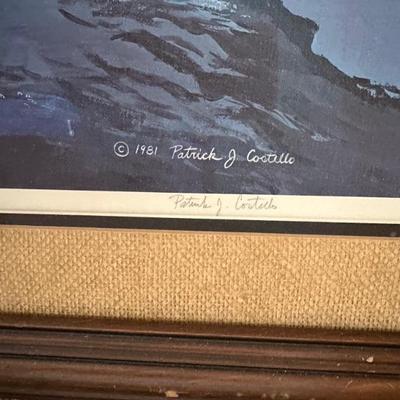 © 1981 Patrick J Costello
Patrick J. Costello